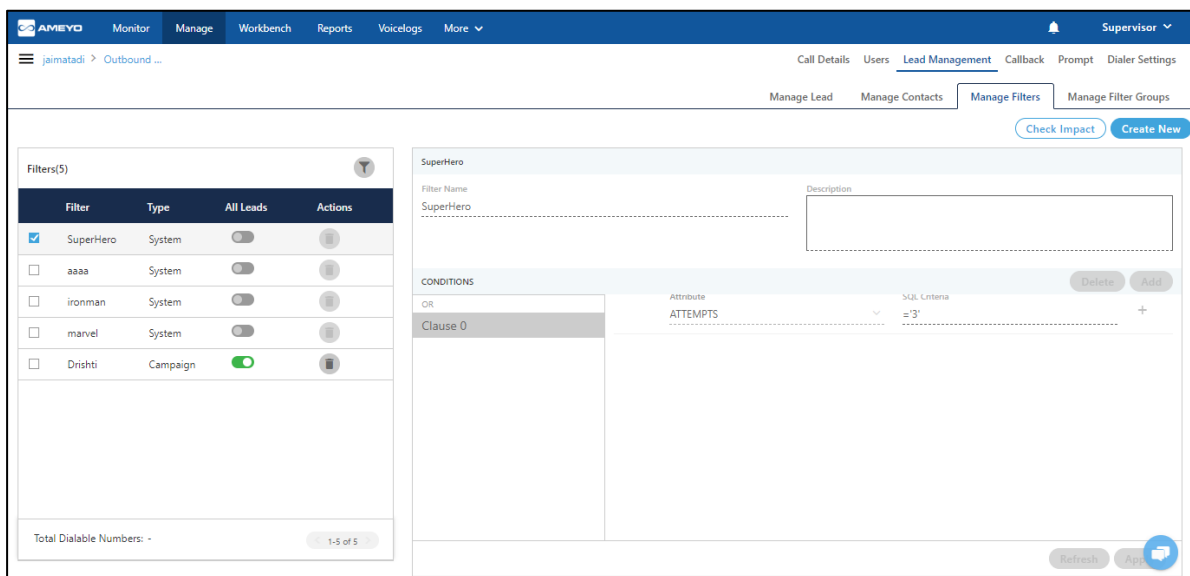 AMEYO Monitor Manage Workbench Reports Voicelogs More Supervisor
jaimatadi > Outbound ... Call Details Users Lead Management Callback Prompt Dialer Settings
Manage Lead Manage Contacts Manage Filters Manage Filter Groups
Check Impact Create New
Filters(5)
Filter Type All Leads Actions
SuperHero System
aaaa System
ironman System
marvel System
Drishti Campaign
Total Dialable Numbers: - 1-5 of 5
SuperHero
Filter Name Description
SuperHero
CONDITIONS Delete Add
OR Attribute SQL Criteria
Clause 0 ATTEMPTS ='3' +
Refresh